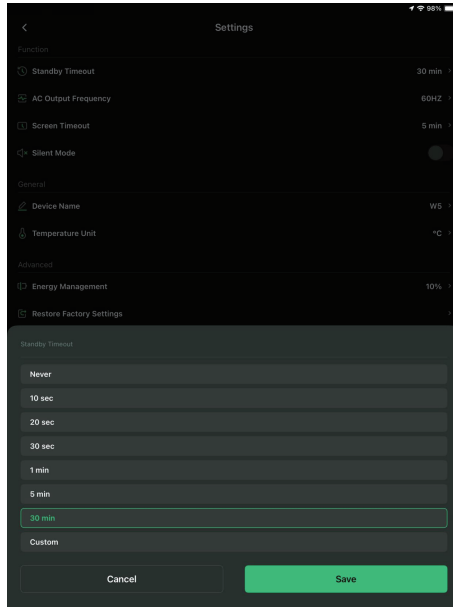 98%
Settings
Function
Standby Timeout 30 min
AC Output Frequency 60HZ
Screen Timeout 5 min
Silent Mode
General
Device Name W5
Temperature Unit °C
Advanced
Energy Management 10%
Restore Factory Settings
Standby Timeout
Never
10 sec
20 sec
30 sec
1 min
5 min
30 min
Custom
Cancel Save